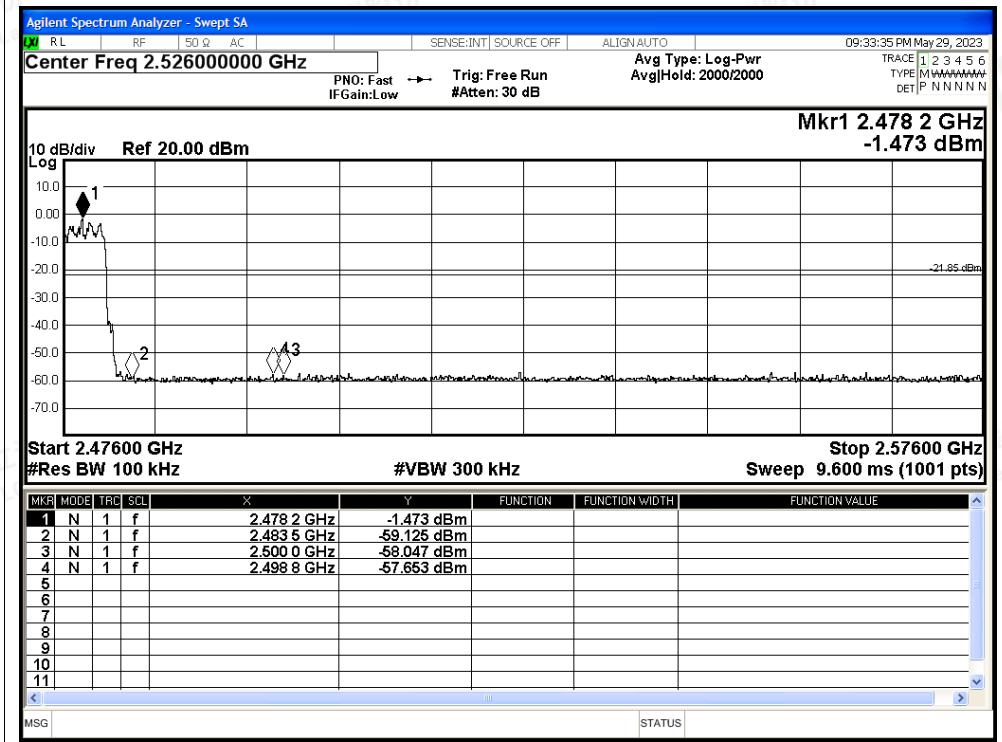 Agilent Spectrum Analyzer - Swept SA
LXI RL RF 50 Ω AC SENSE:INT SOURCE OFF ALIGN AUTO 09:33:35 PM May 29, 2023
Center Freq 2.526000000 GHz
PNO: Fast
IFGain:Low
Trig: Free Run
#Atten: 30 dB
Avg Type: Log-Pwr
Avg|Hold: 2000/2000
TRACE 1 2 3 4 5 6
TYPE M
DET P N N N N N
Mkr1 2.478 2 GHz
-1.473 dBm
10 dB/div Ref 20.00 dBm
Log
10.0
0.00
-10.0
-20.0
-30.0
-40.0
-50.0
-60.0
-70.0
1
2
4 3
-21.85 dBm
Start 2.47600 GHz Stop 2.57600 GHz
#Res BW 100 kHz #VBW 300 kHz Sweep 9.600 ms (1001 pts)
MKR MODE TRC SCL X Y FUNCTION FUNCTION WIDTH FUNCTION VALUE
1 N 1 f 2.478 2 GHz -1.473 dBm
2 N 1 f 2.483 5 GHz -59.125 dBm
3 N 1 f 2.500 0 GHz -58.047 dBm
4 N 1 f 2.498 8 GHz -57.653 dBm
5
6
7
8
9
10
11
MSG STATUS